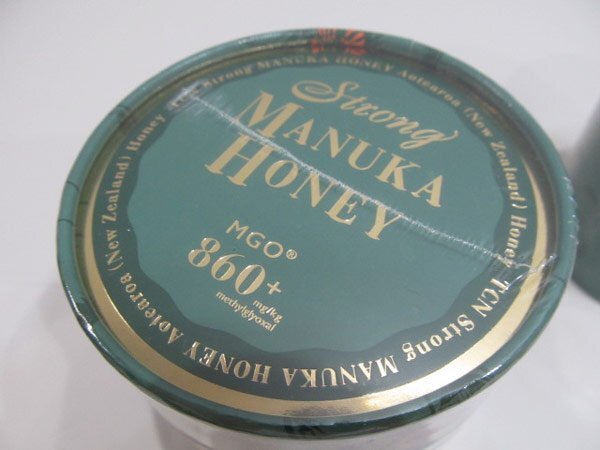 Strong
MANUKA
HONEY
MGO®
860+
mg/kg
methylglyoxal
Strong MANUKA HONEY Aotearoa (New Zealand) Honey TCN Strong MANUKA HONEY Aotearoa (New Zealand) Honey